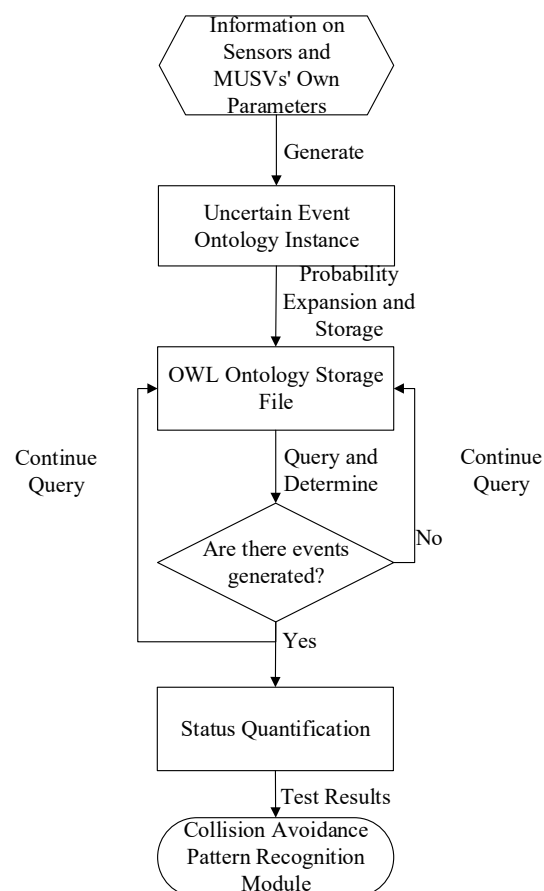 Information on
Sensors and
MUSVs' Own
Parameters
Generate
Uncertain Event
Ontology Instance
Probability
Expansion and
Storage
OWL Ontology Storage
File
Continue
Query
Query and
Determine
Continue
Query
Are there events
generated?
No
Yes
Status Quantification
Test Results
Collision Avoidance
Pattern Recognition
Module